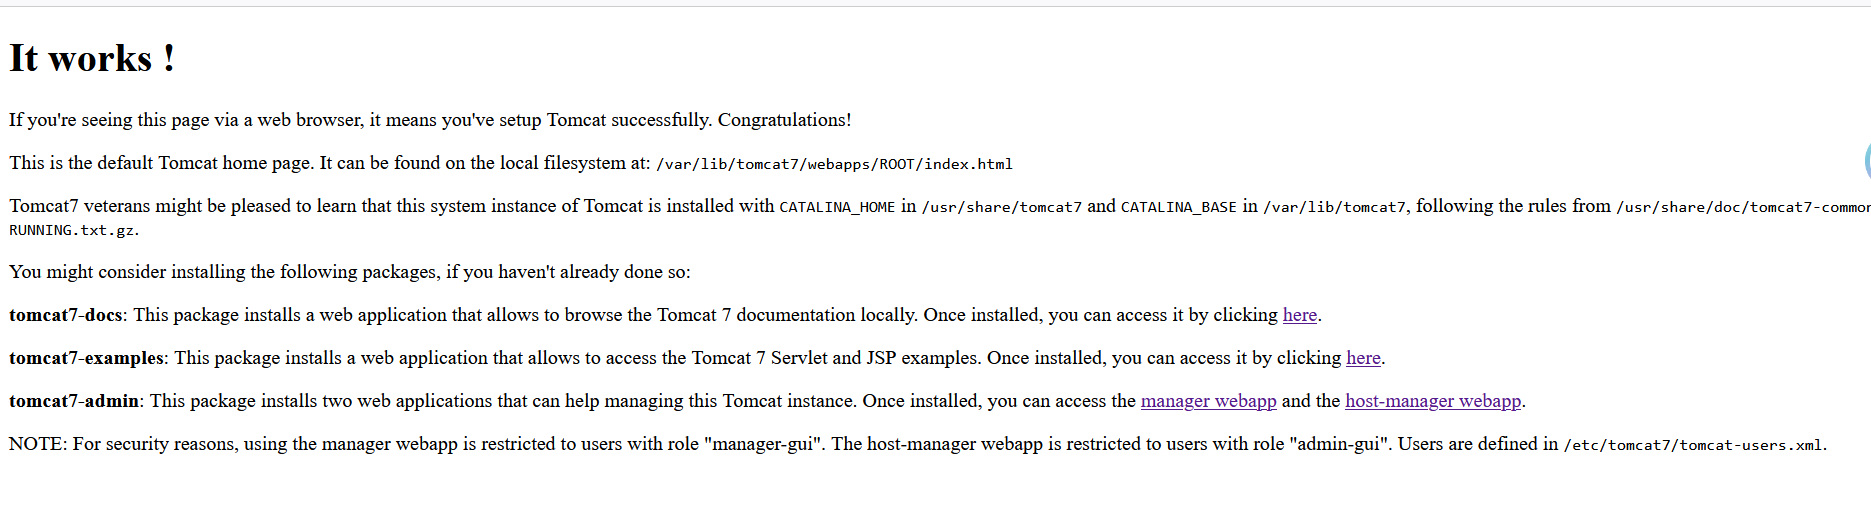 It works !
If you're seeing this page via a web browser, it means you've setup Tomcat successfully. Congratulations!
This is the default Tomcat home page. It can be found on the local filesystem at: /var/lib/tomcat7/webapps/ROOT/index.html
Tomcat7 veterans might be pleased to learn that this system instance of Tomcat is installed with CATALINA_HOME in /usr/share/tomcat7 and CATALINA_BASE in /var/lib/tomcat7, following the rules from /usr/share/doc/tomcat7-common
RUNNING.txt.gz.
You might consider installing the following packages, if you haven't already done so:
tomcat7-docs: This package installs a web application that allows to browse the Tomcat 7 documentation locally. Once installed, you can access it by clicking here.
tomcat7-examples: This package installs a web application that allows to access the Tomcat 7 Servlet and JSP examples. Once installed, you can access it by clicking here.
tomcat7-admin: This package installs two web applications that can help managing this Tomcat instance. Once installed, you can access the manager webapp and the host-manager webapp.
NOTE: For security reasons, using the manager webapp is restricted to users with role "manager-gui". The host-manager webapp is restricted to users with role "admin-gui". Users are defined in /etc/tomcat7/tomcat-users.xml.